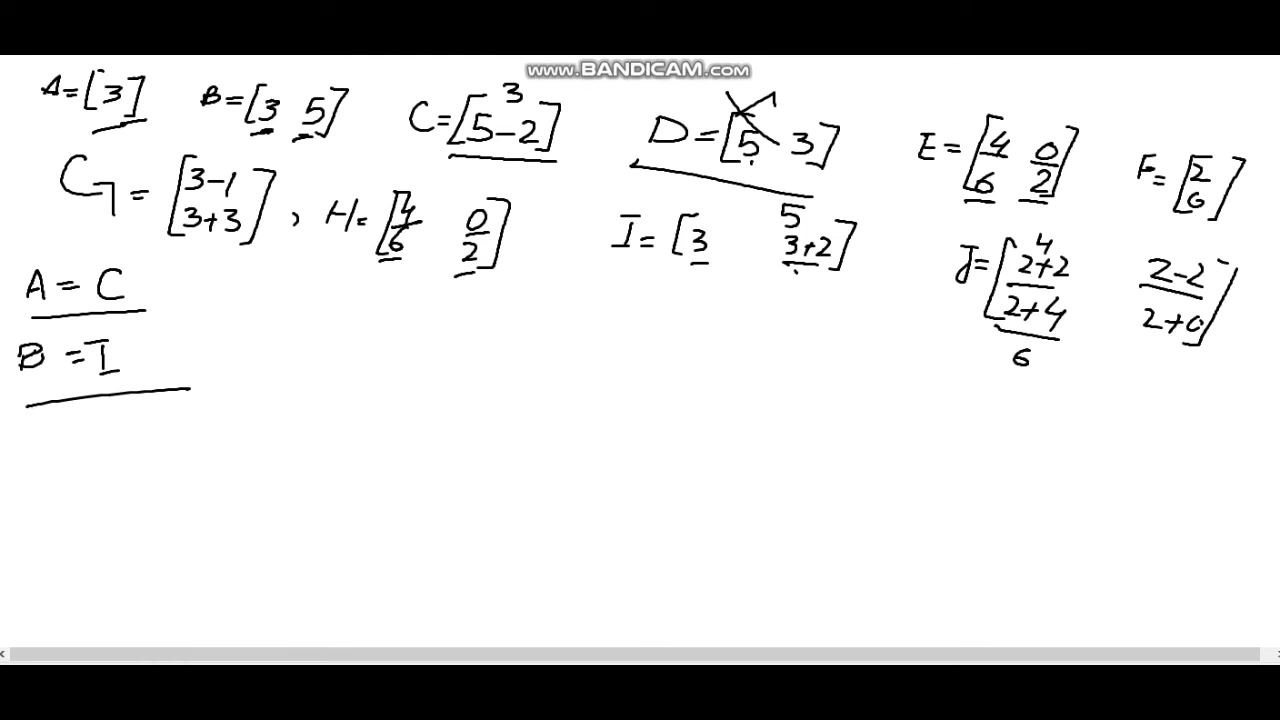 www.BANDICAM.com
A= [3] B= [3 5] C= [5-2] 3 D= [5 3] E= [4 0
6 2] F= [2
6]
G = [3-1
3+3] , H= [4 0
6 2] I = [3 3+2] 5 J= [2+2 2-2
2+4 2+0] 4
6
A = C
B = I